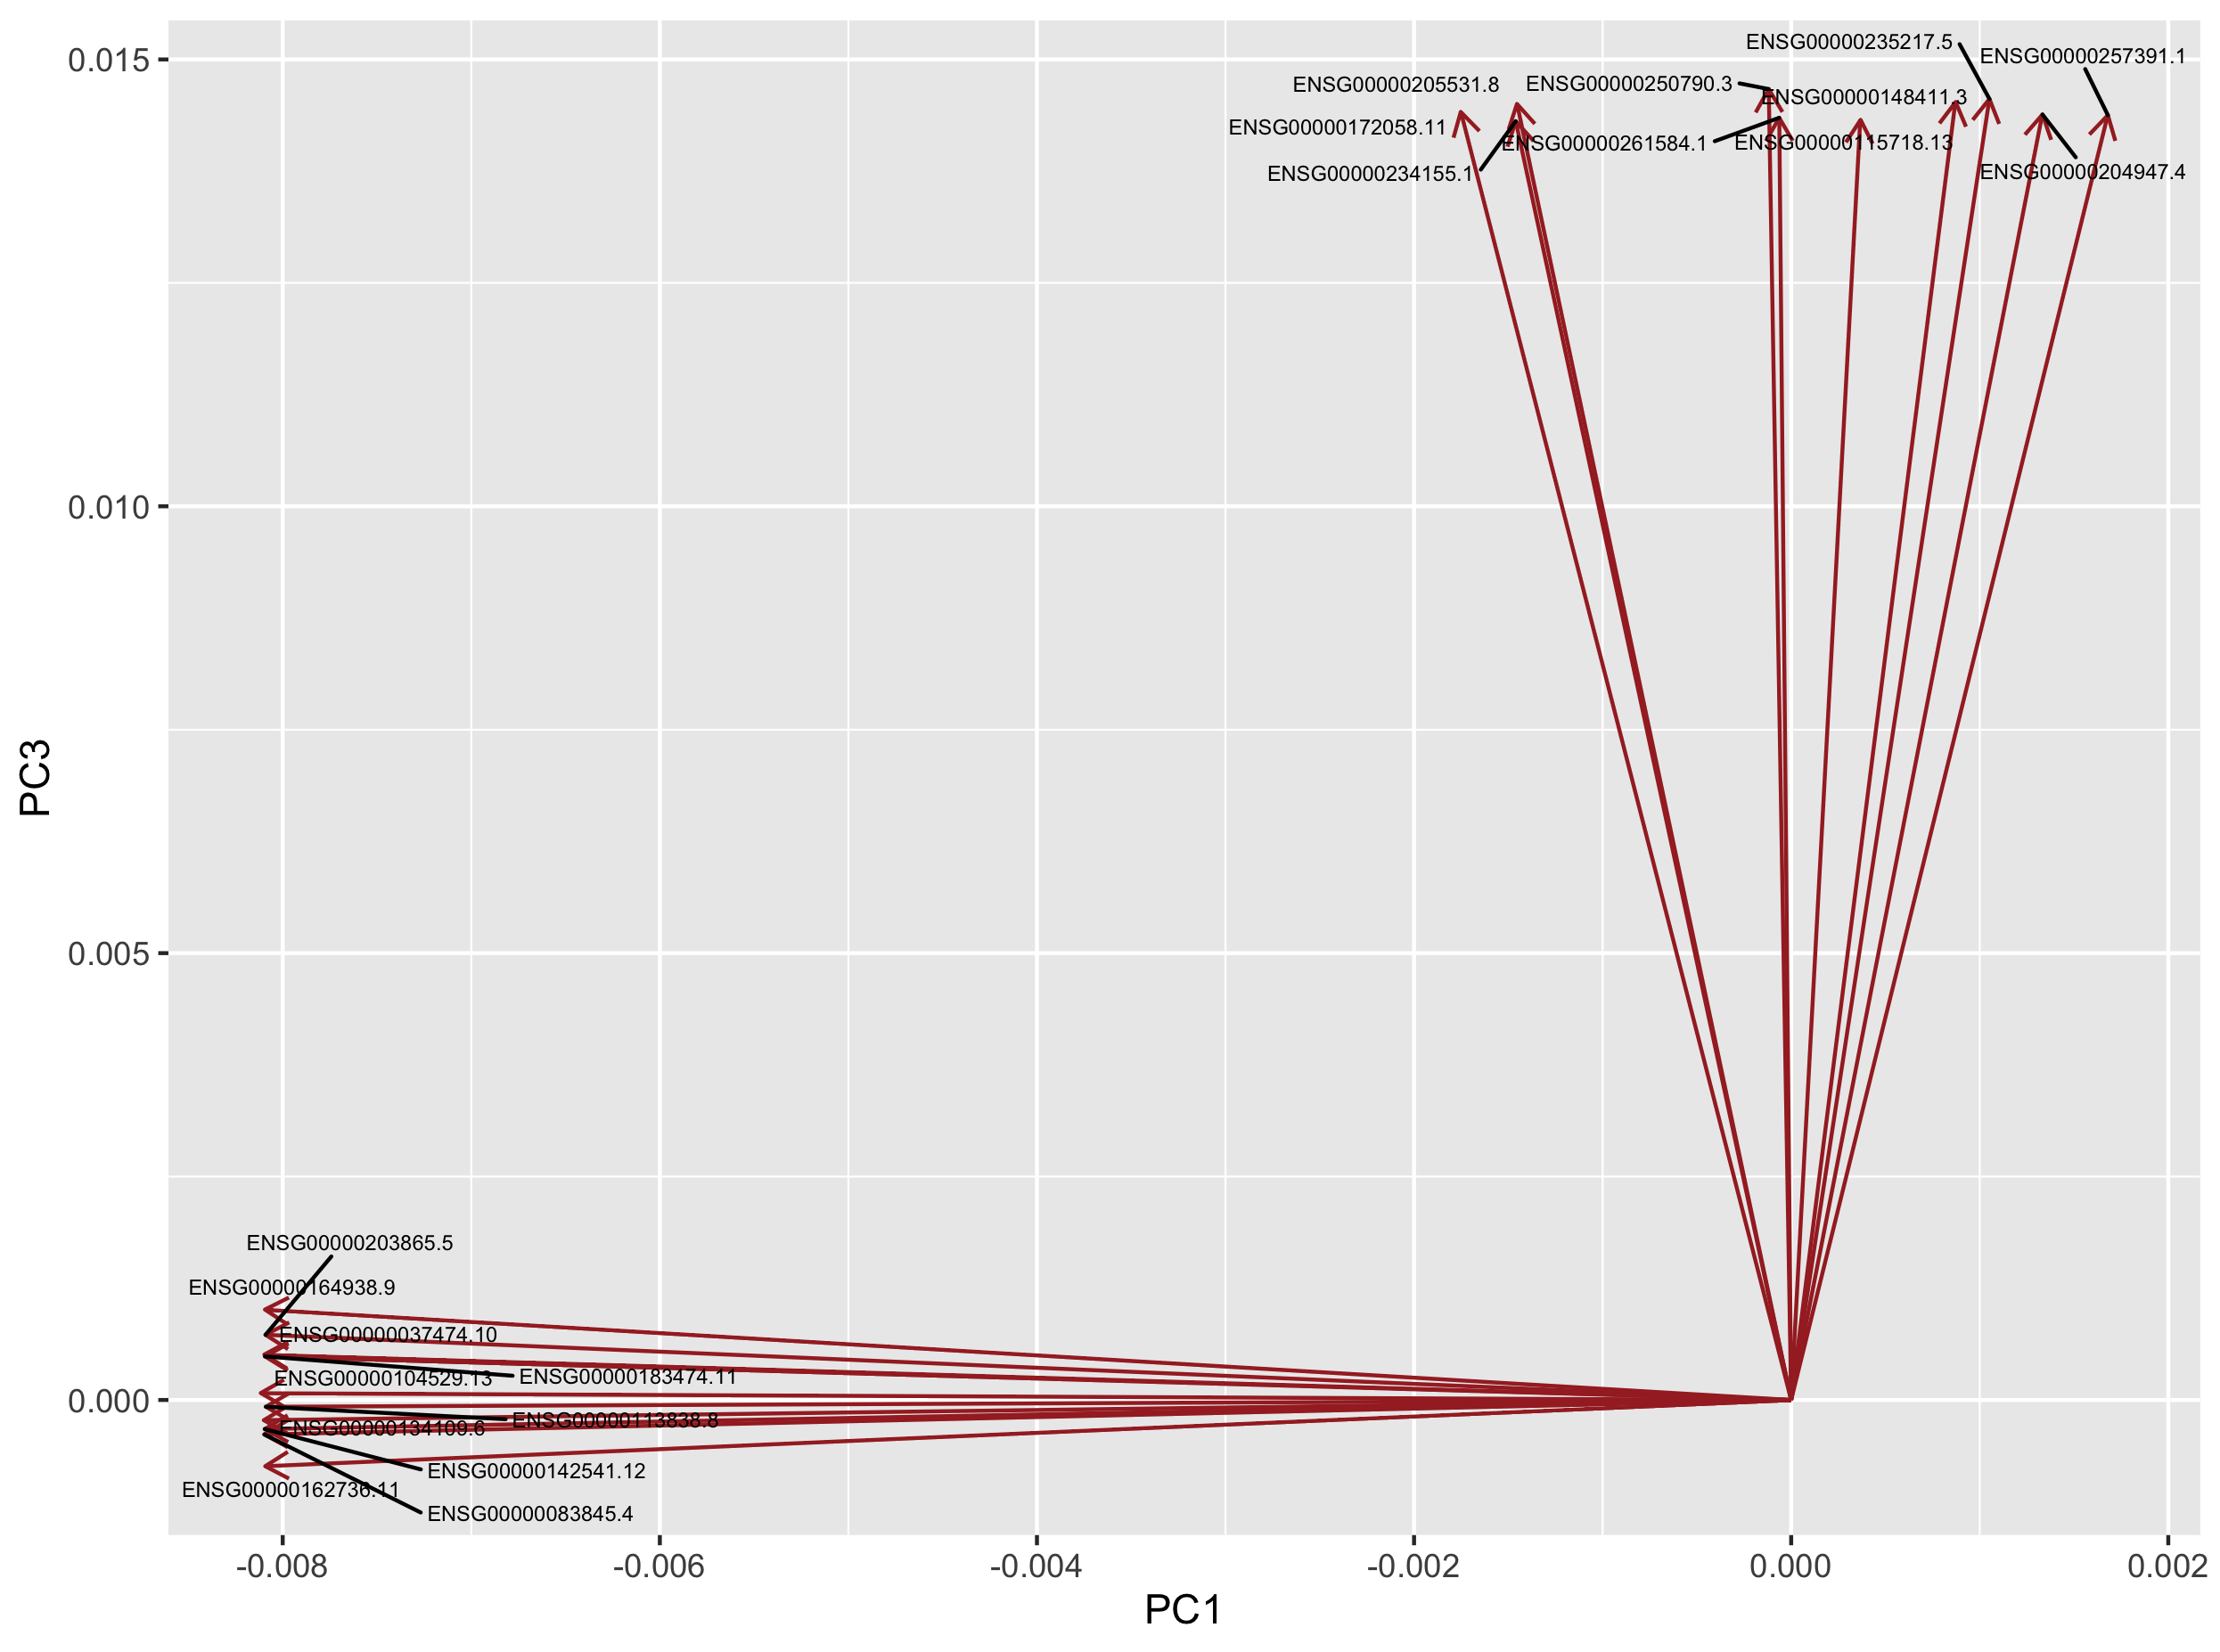 0.015
0.010
0.005
0.000
PC3
ENSG00000235217.5
ENSG00000257391.1
ENSG00000205531.8
ENSG00000250790.3
ENSG00000148411.3
ENSG00000172058.11
ENSG00000261584.1
ENSG00000115718.13
ENSG00000234155.1
ENSG00000204947.4
ENSG00000203865.5
ENSG00000164938.9
ENSG00000037474.10
ENSG00000104529.13
ENSG00000183474.11
ENSG00000113838.8
ENSG00000134109.6
ENSG00000142541.12
ENSG00000162736.11
ENSG00000083845.4
-0.008
-0.006
-0.004
-0.002
0.000
0.002
PC1